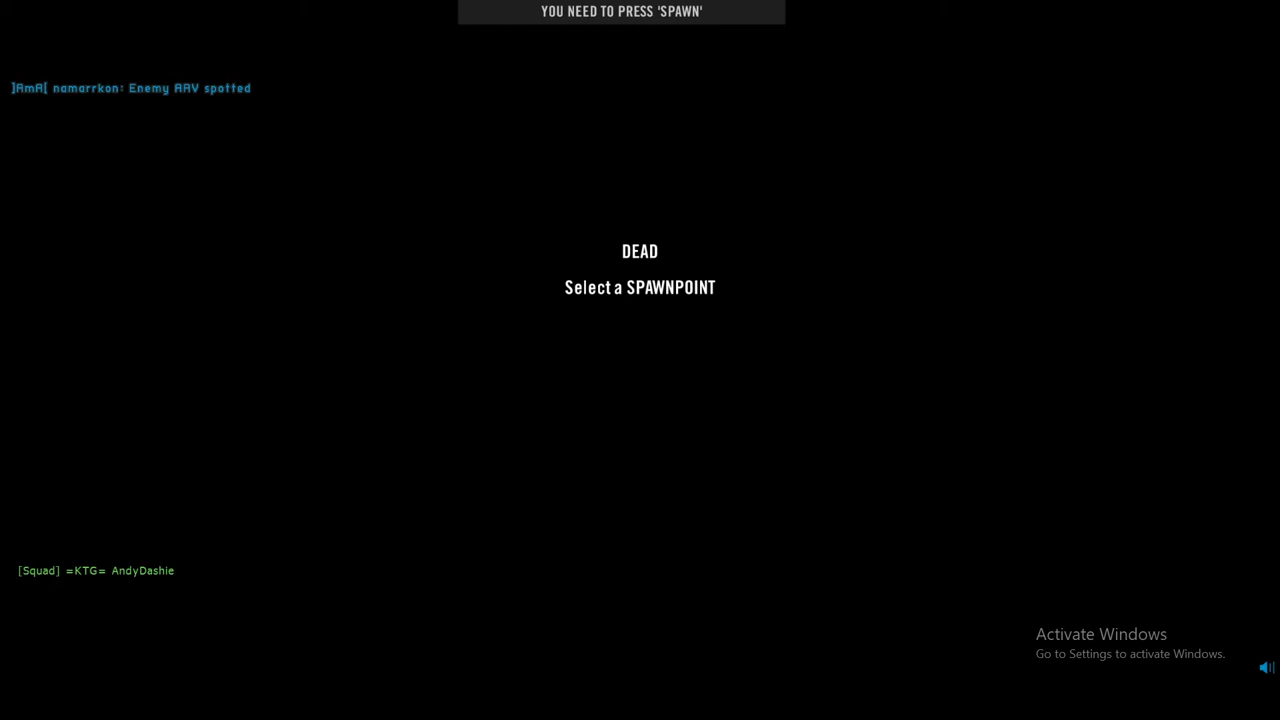 YOU NEED TO PRESS 'SPAWN'
]AmA[ namarrkon: Enemy AAV spotted
DEAD
Select a SPAWNPOINT
[Squad] =KTG= AndyDashie
Activate Windows
Go to Settings to activate Windows.